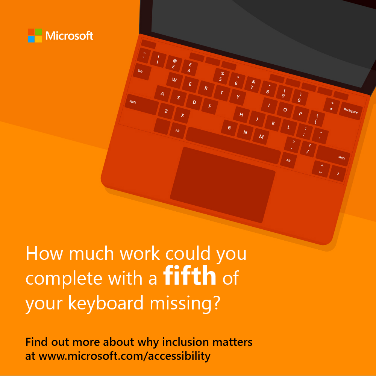 Microsoft
How much work could you
complete with a fifth of
your keyboard missing?
Find out more about why inclusion matters
at www.microsoft.com/accessibility